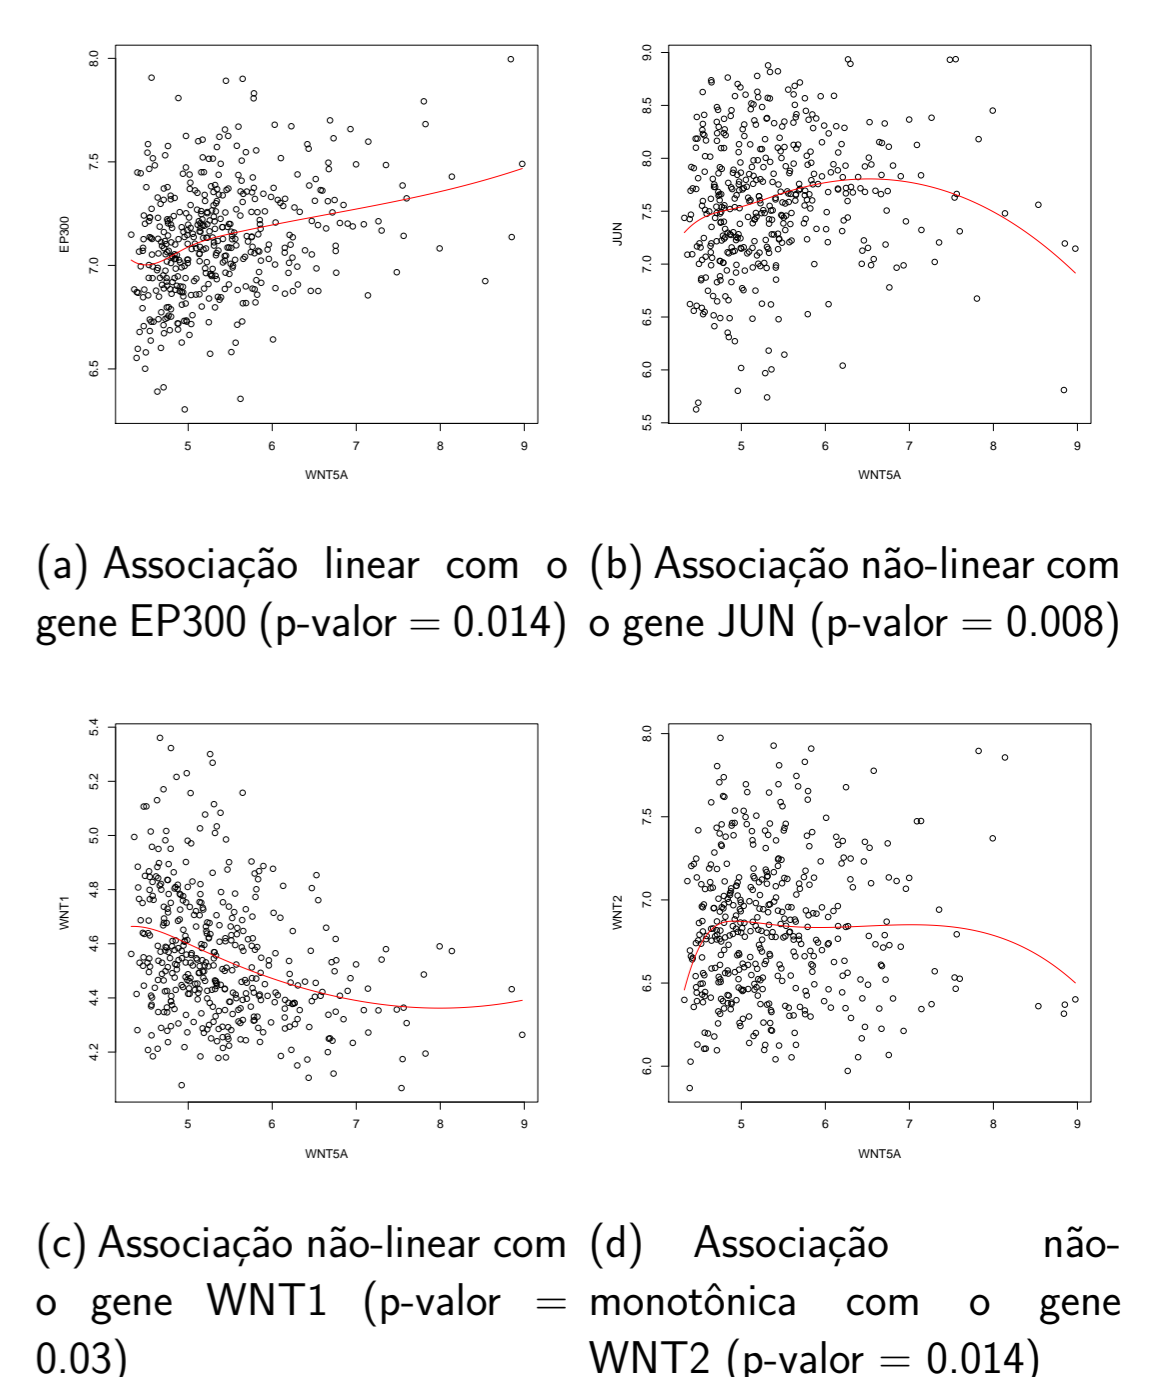 8.0
7.5
7.0
6.5
EP300
5 6 7 8 9
WNT5A
9.0
8.5
8.0
7.5
7.0
6.5
6.0
5.5
JUN
5 6 7 8 9
WNT5A
(a) Associação linear com o
gene EP300 (p-valor = 0.014)
(b) Associação não-linear com
o gene JUN (p-valor = 0.008)
5.4
5.2
5.0
4.8
4.6
4.4
4.2
WNT1
5 6 7 8 9
WNT5A
8.0
7.5
7.0
6.5
6.0
WNT2
5 6 7 8 9
WNT5A
(c) Associação não-linear com
o gene WNT1 (p-valor =
0.03)
(d) Associação não-
monotônica com o gene
WNT2 (p-valor = 0.014)